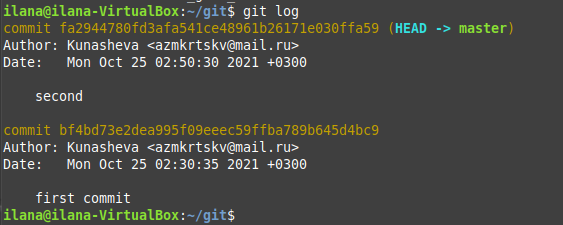 ilana@ilana-VirtualBox:~/git$ git log
commit fa2944780fd3afa541ce48961b26171e030ffa59 (HEAD -> master)
Author: Kunasheva <azmkrtskv@mail.ru>
Date:   Mon Oct 25 02:50:30 2021 +0300
    second
commit bf4bd73e2dea995f09eeec59ffba789b645d4bc9
Author: Kunasheva <azmkrtskv@mail.ru>
Date:   Mon Oct 25 02:30:35 2021 +0300
    first commit
ilana@ilana-VirtualBox:~/git$